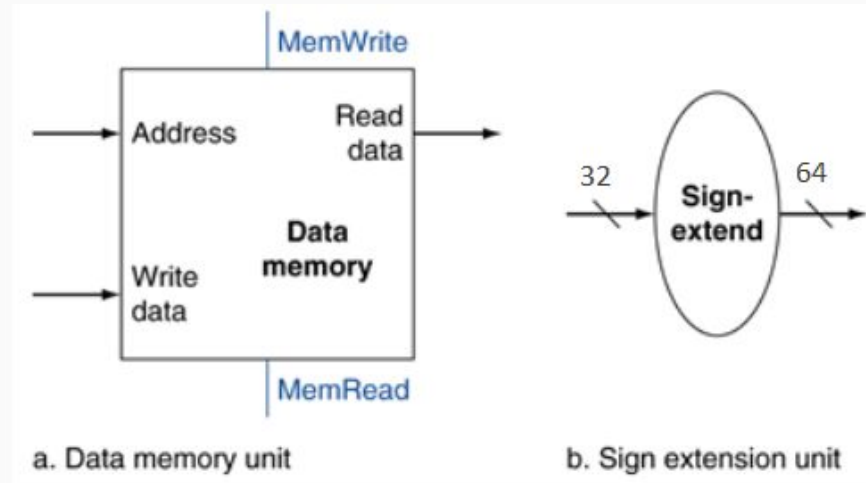 MemWrite
Address
Read
data
Data
memory
Write
data
MemRead
a. Data memory unit
32
Sign-
extend
64
b. Sign extension unit